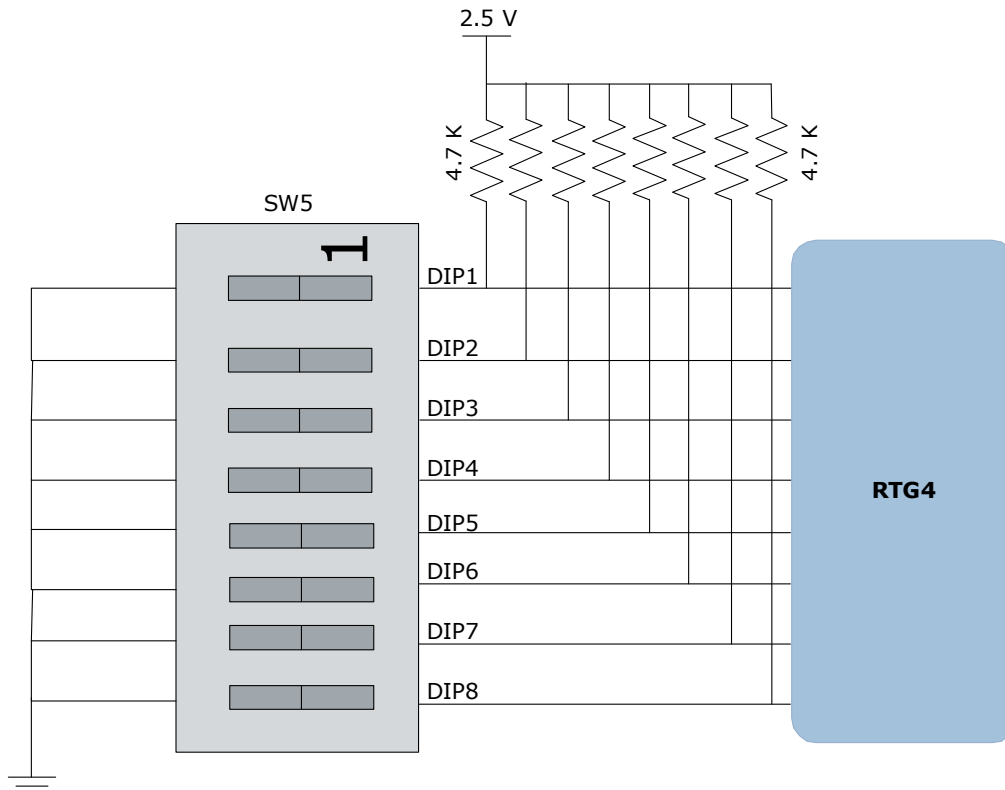 2.5 V
4.7 K
4.7 K
SW5
1
DIP1
DIP2
DIP3
DIP4
DIP5
DIP6
DIP7
DIP8
RTG4